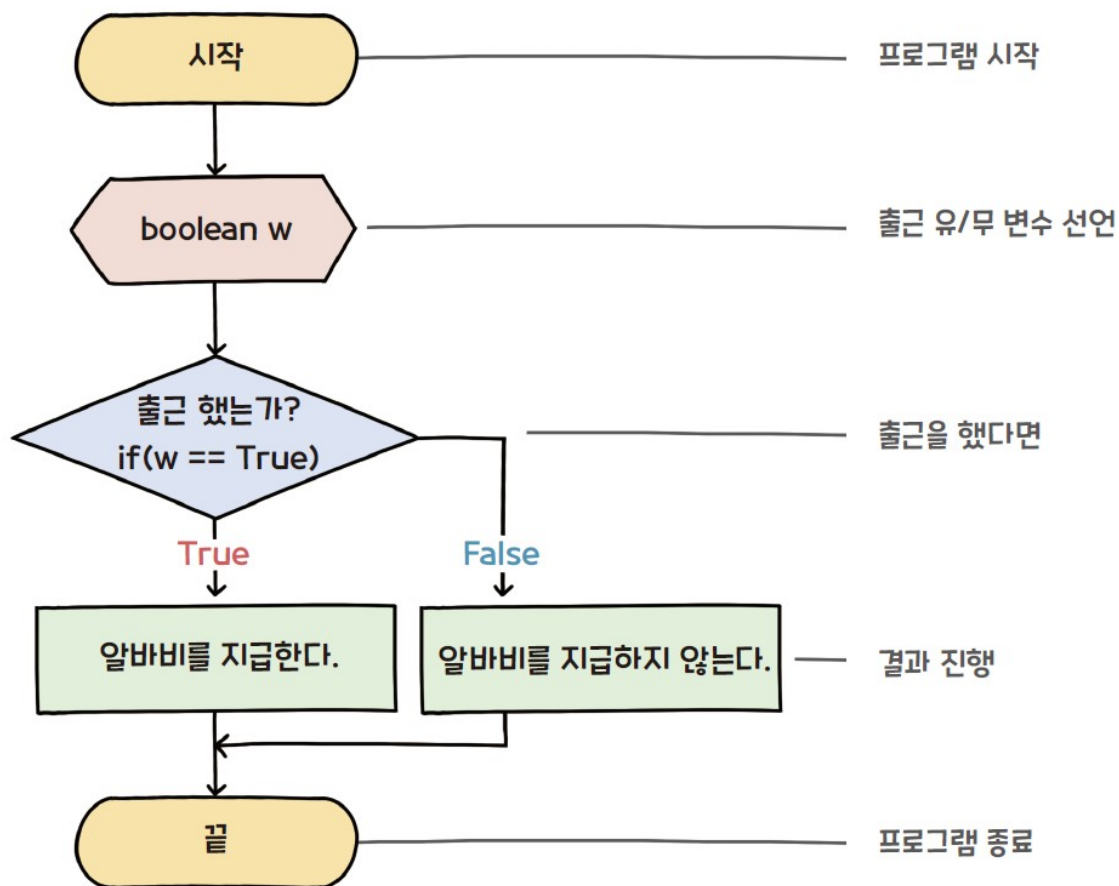 시작
프로그램 시작
boolean w
출근 유/무 변수 선언
출근 했는가?
if(w == True)
출근을 했다면
True
False
알바비를 지급한다.
알바비를 지급하지 않는다.
결과 진행
끝
프로그램 종료